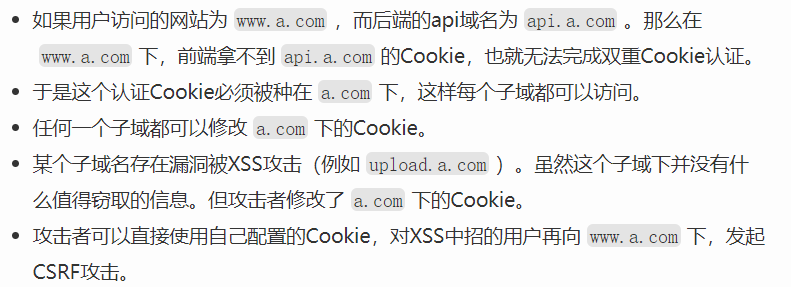 • 如果用户访问的网站为 www.a.com ，而后端的api域名为 api.a.com 。那么在
www.a.com 下，前端拿不到 api.a.com 的Cookie，也就无法完成双重Cookie认证。
• 于是这个认证Cookie必须被种在 a.com 下，这样每个子域都可以访问。
• 任何一个子域都可以修改 a.com 下的Cookie。
• 某个子域名存在漏洞被XSS攻击（例如 upload.a.com ）。虽然这个子域下并没有什
么值得窃取的信息。但攻击者修改了 a.com 下的Cookie。
• 攻击者可以直接使用自己配置的Cookie，对XSS中招的用户再向 www.a.com 下，发起
CSRF攻击。